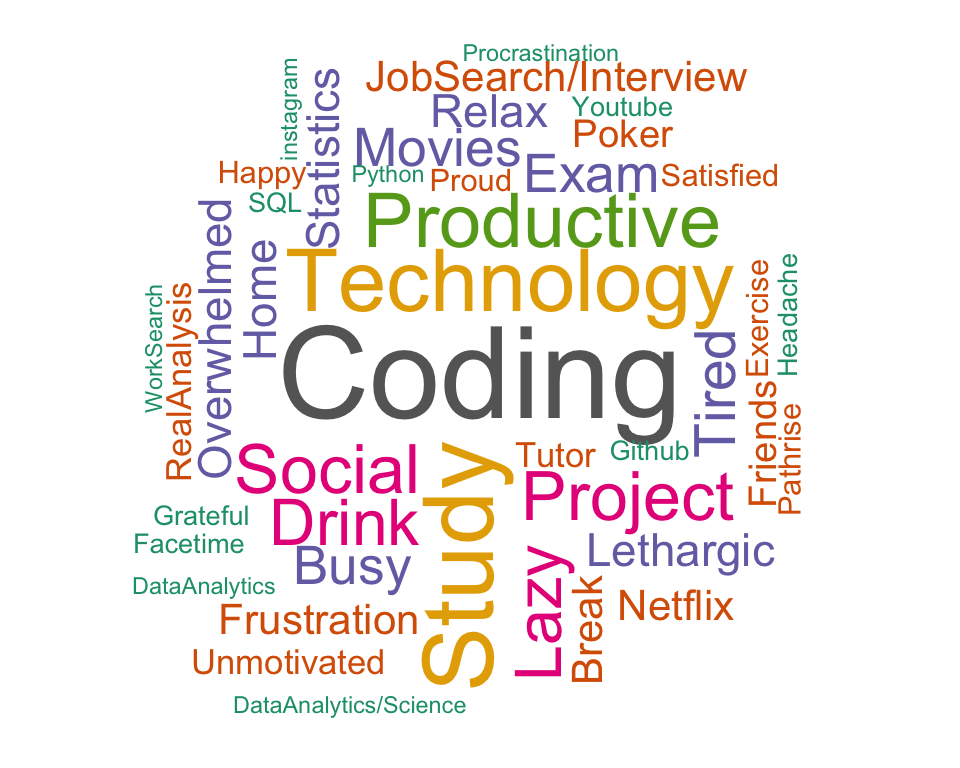 Procrastination
JobSearch/Interview
instagram
Statistics
Relax
Youtube
Movies
Poker
Happy
Python
Proud
Exam
Satisfied
SQL
Productive
Overwhelmed
Home
Technology
WorkSearch
RealAnalysis
Coding
Tired
Exercise
Headache
Friends
Pathrise
Social
Study
Tutor
Github
Project
Grateful
Drink
Facetime
Busy
Lazy
Lethargic
DataAnalytics
Break
Netflix
Frustration
Unmotivated
DataAnalytics/Science